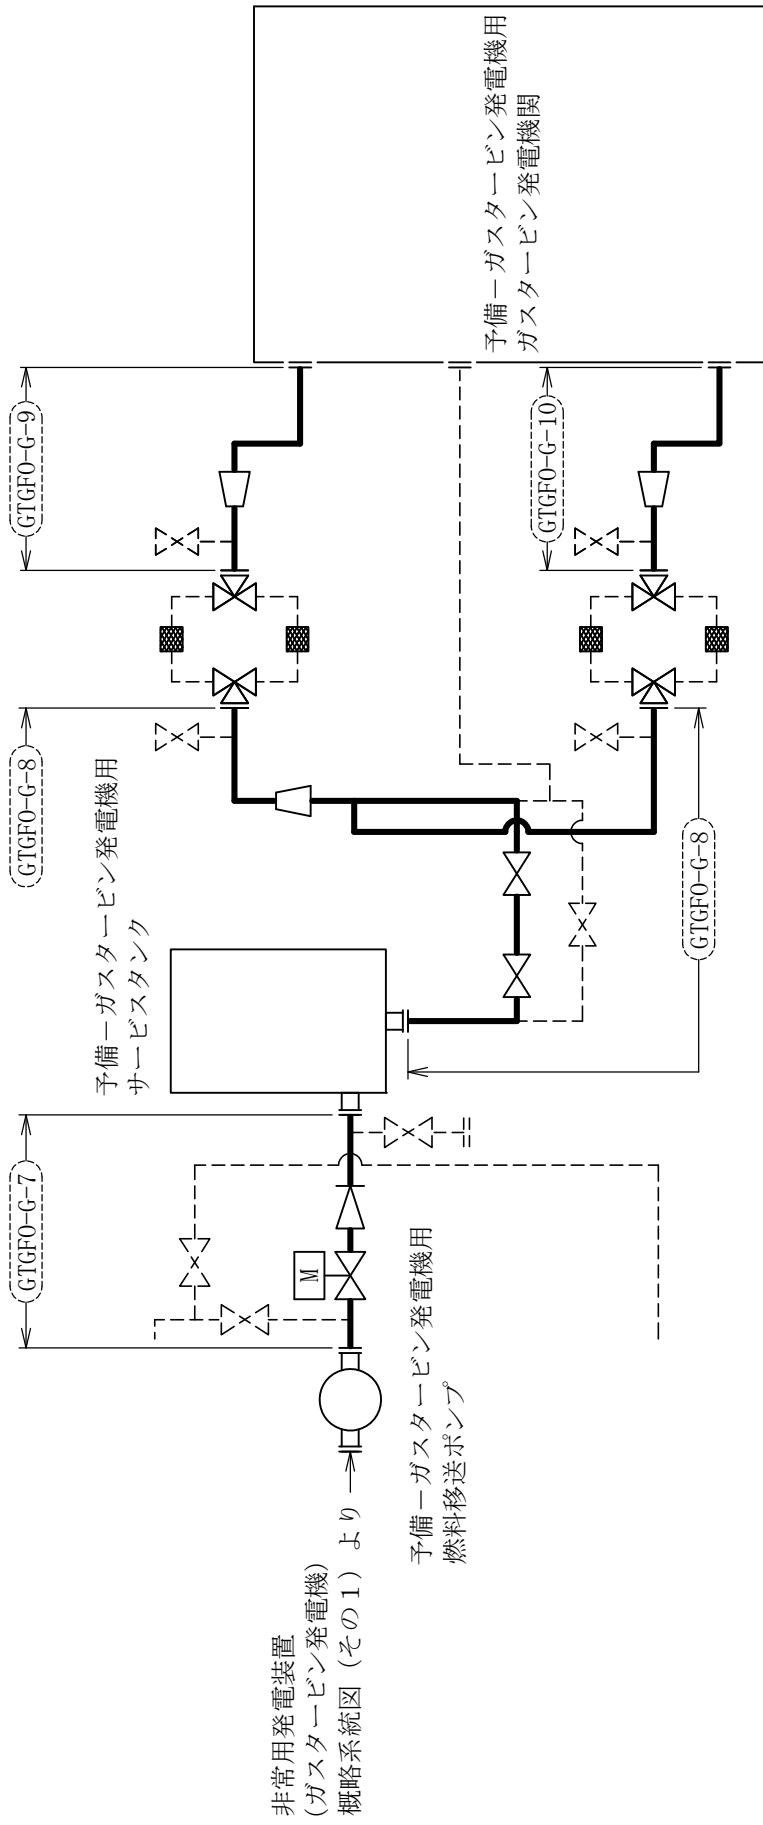 非常用発電装置
(ガスタービン発電機)
概略系統図（その１）より
予備－ガスタービン発電機用
燃料移送ポンプ
M
GTGFO-G-7
予備－ガスタービン発電機用
サービスタンク
GTGFO-G-8
GTGFO-G-8
GTGFO-G-9
GTGFO-G-10
予備－ガスタービン発電機用
ガスタービン発電機関